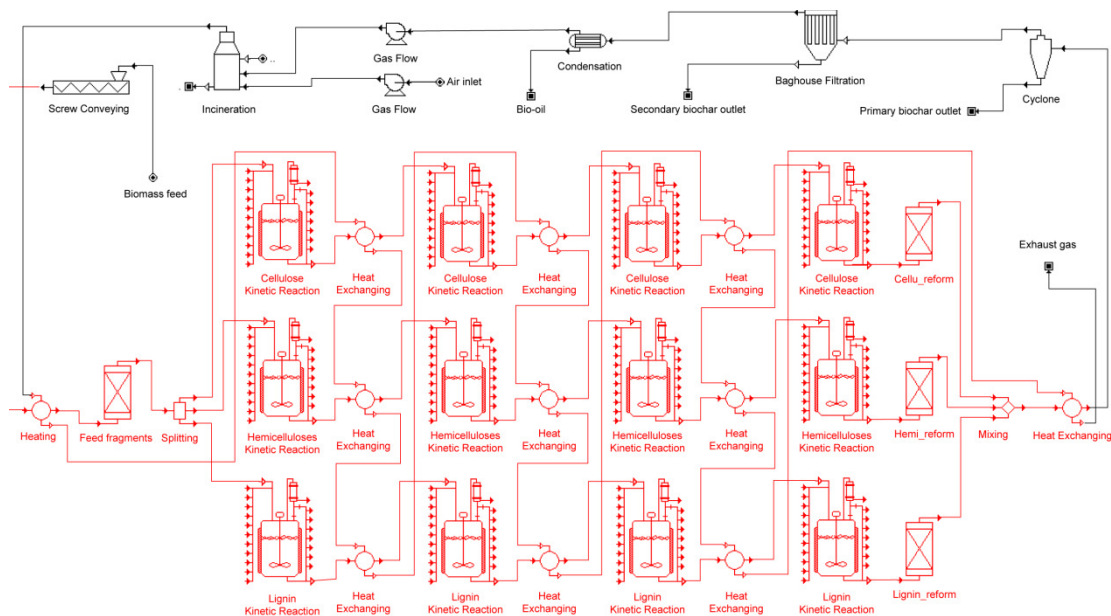 Gas Flow
Condensation
Baghouse Filtration
Cyclone
Screw Conveying
Incineration
..
.
Gas Flow
Air inlet
Bio-oil
Secondary biochar outlet
Primary biochar outlet
Biomass feed
Exhaust gas
Cellulose
Kinetic Reaction
Heat
Exchanging
Cellulose
Kinetic Reaction
Heat
Exchanging
Cellulose
Kinetic Reaction
Heat
Exchanging
Cellulose
Kinetic Reaction
Cellu_reform
Heating
Feed fragments
Splitting
Hemicelluloses
Kinetic Reaction
Heat
Exchanging
Hemicelluloses
Kinetic Reaction
Heat
Exchanging
Hemicelluloses
Kinetic Reaction
Heat
Exchanging
Hemicelluloses
Kinetic Reaction
Hemi_reform
Mixing
Heat Exchanging
Lignin
Kinetic Reaction
Heat
Exchanging
Lignin
Kinetic Reaction
Heat
Exchanging
Lignin
Kinetic Reaction
Heat
Exchanging
Lignin
Kinetic Reaction
Lignin_reform